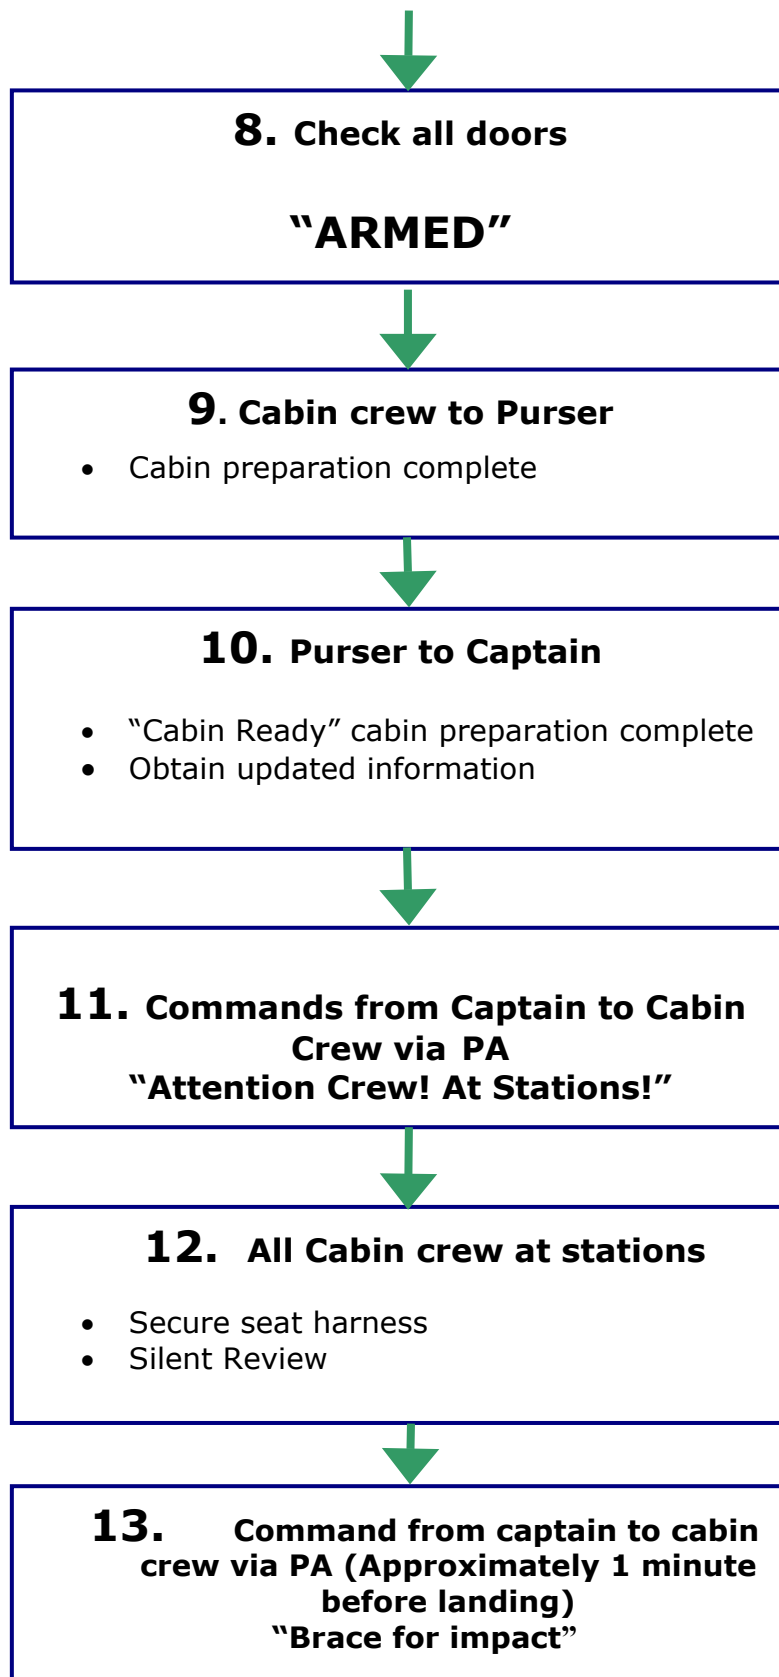 8. Check all doors
“ARMED”
9. Cabin crew to Purser
• Cabin preparation complete
10. Purser to Captain
• “Cabin Ready” cabin preparation complete
• Obtain updated information
11. Commands from Captain to Cabin
Crew via PA
“Attention Crew! At Stations!”
12. All Cabin crew at stations
• Secure seat harness
• Silent Review
13. Command from captain to cabin
crew via PA (Approximately 1 minute
before landing)
“Brace for impact”